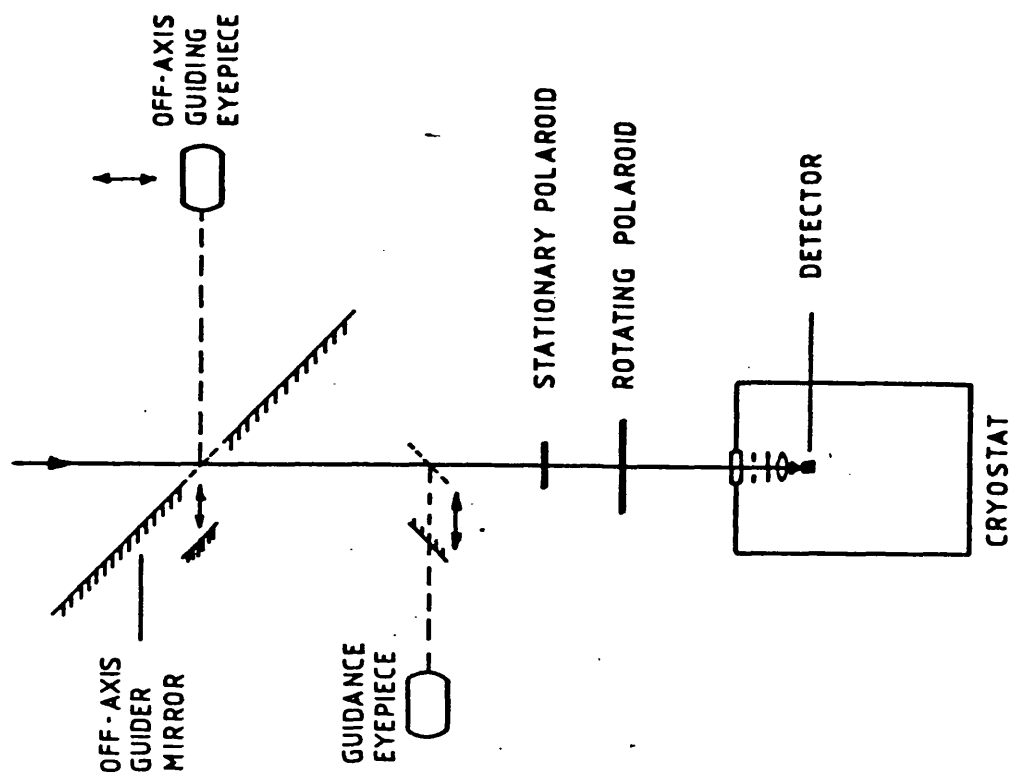 OFF-AXIS
GUIDING
EYEPIECE
OFF-AXIS
GUIDER
MIRROR
GUIDANCE
EYEPIECE
STATIONARY POLAROID
ROTATING POLAROID
DETECTOR
CRYOSTAT